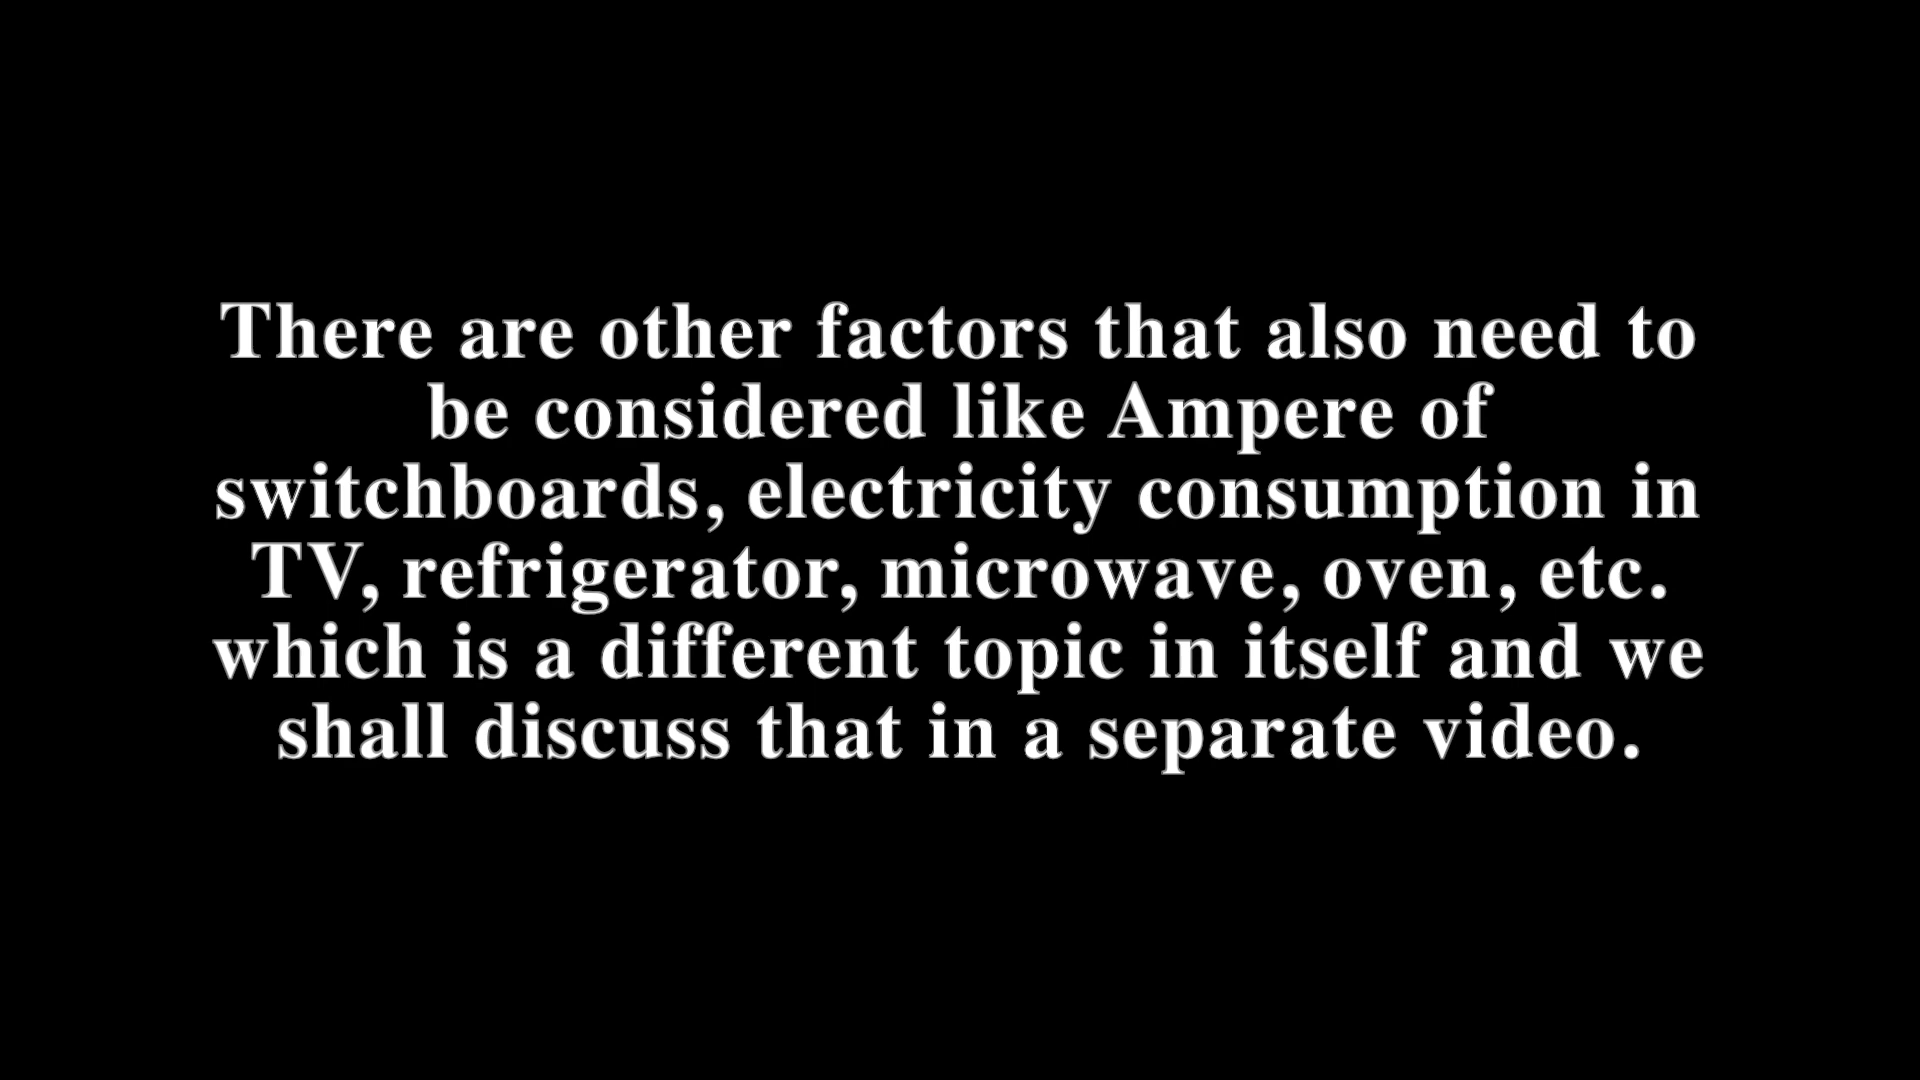 There are other factors that also need to
be considered like Ampere of
switchboards, electricity consumption in
TV, refrigerator, microwave, oven, etc.
which is a different topic in itself and we
shall discuss that in a separate video.